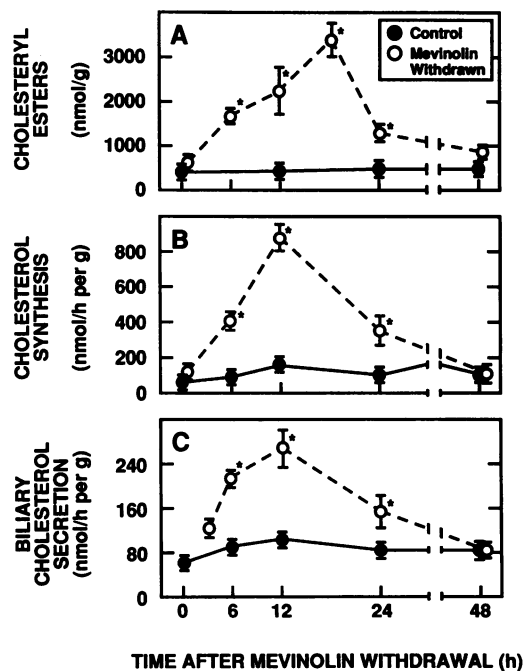 A
Control
Mevinolin
Withdrawn
CHOLESTERYL
ESTERS
(nmol/g)
3000
2000
1000
0
*
*
*
*
B
CHOLESTEROL
SYNTHESIS
(nmol/h per g)
800
600
400
200
0
*
*
*
C
BILIARY
CHOLESTEROL
SECRETION
(nmol/h per g)
240
160
80
0
*
*
*
0 6 12 24 48
TIME AFTER MEVINOLIN WITHDRAWAL (h)